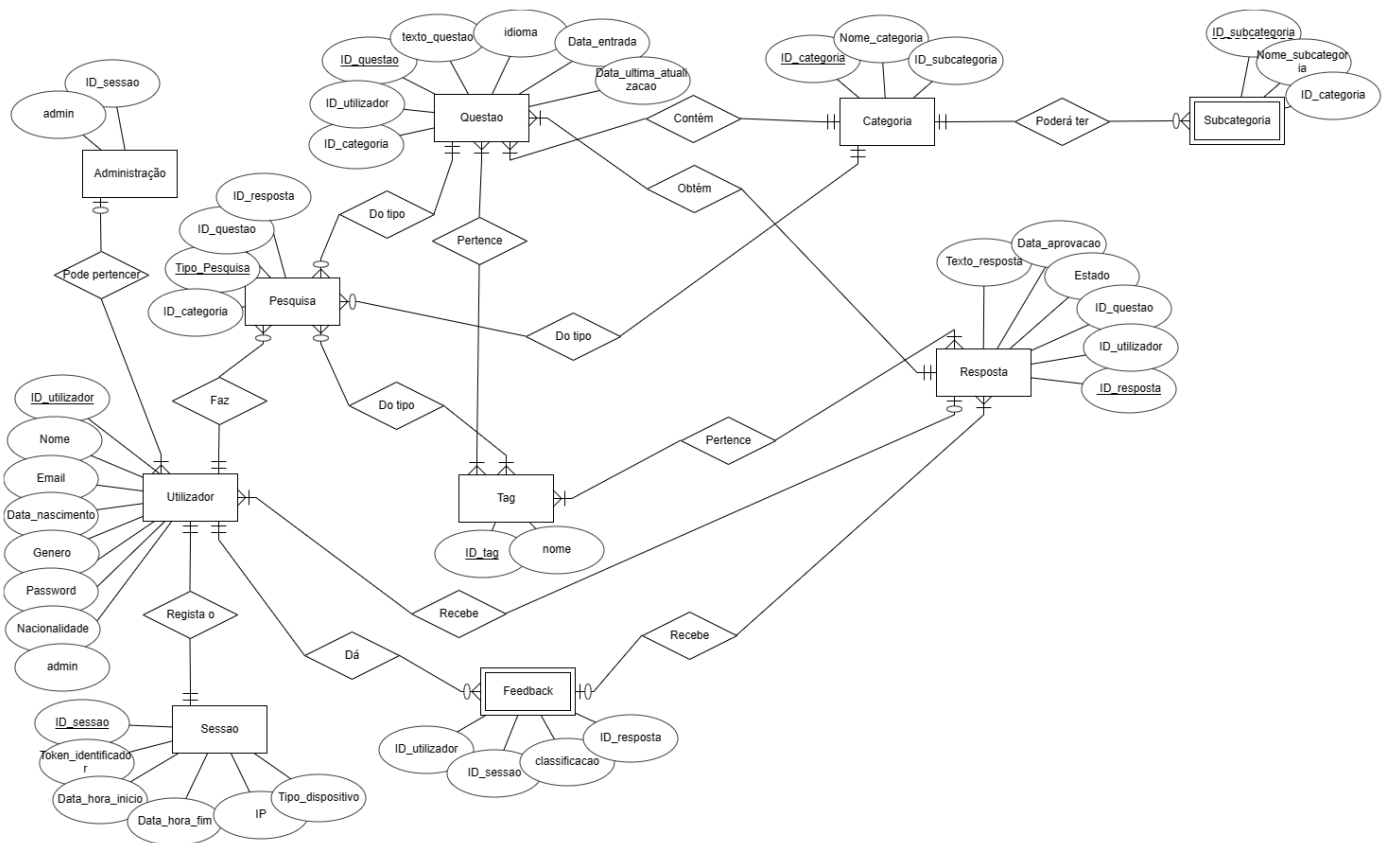 ID_questao
texto_questao
idioma
Data_entrada
Data_ultima_atuali
zacao
ID_utilizador
ID_categoria
Questao
ID_categoria
Nome_categoria
ID_subcategoria
Categoria
Contém
Poderá ter
ID_subcategoria
Nome_subcategor
ia
ID_categoria
Subcategoria
ID_sessao
admin
Administração
Pode pertencer
ID_resposta
ID_questao
Tipo_Pesquisa
ID_categoria
Pesquisa
Do tipo
Pertence
Obtém
Do tipo
Do tipo
Faz
Texto_resposta
Data_aprovacao
Estado
ID_questao
ID_utilizador
ID_resposta
Resposta
Pertence
ID_utilizador
Nome
Email
Data_nascimento
Genero
Password
Nacionalidade
admin
Utilizador
Tag
ID_tag
nome
Regista o
Recebe
Recebe
Dá
Feedback
ID_utilizador
ID_sessao
classificacao
ID_resposta
ID_sessao
Token_identificado
r
Data_hora_inicio
Data_hora_fim
IP
Tipo_dispositivo
Sessao